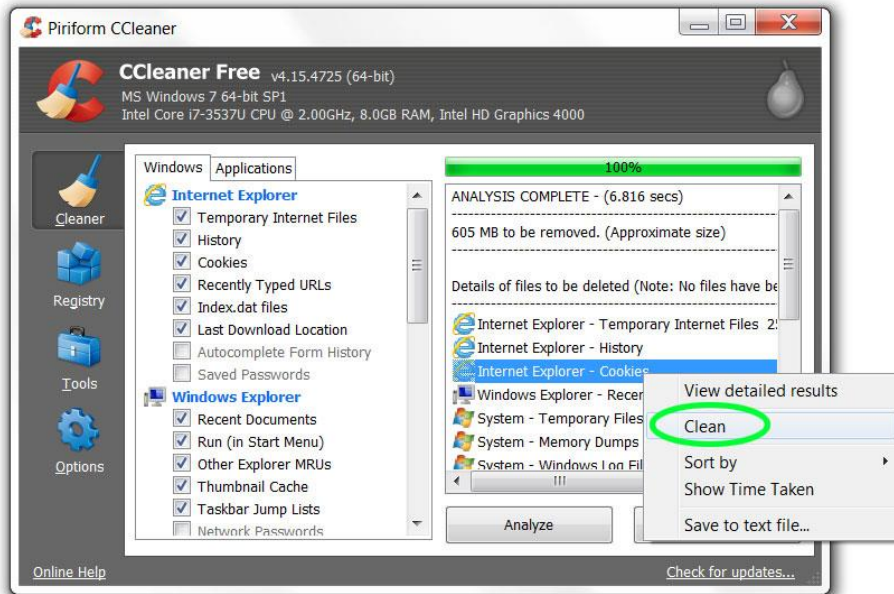 Piriform CCleaner
CCleaner Free v4.15.4725 (64-bit)
MS Windows 7 64-bit SP1
Intel Core i7-3537U CPU @ 2.00GHz, 8.0GB RAM, Intel HD Graphics 4000
Cleaner
Registry
Tools
Options
Windows
Applications
Internet Explorer
Temporary Internet Files
History
Cookies
Recently Typed URLs
Index.dat files
Last Download Location
Autocomplete Form History
Saved Passwords
Windows Explorer
Recent Documents
Run (in Start Menu)
Other Explorer MRUs
Thumbnail Cache
Taskbar Jump Lists
Network Passwords
100%
ANALYSIS COMPLETE - (6.816 secs)
605 MB to be removed. (Approximate size)
Details of files to be deleted (Note: No files have be
Internet Explorer - Temporary Internet Files
Internet Explorer - History
Internet Explorer - Cookies
Windows Explorer - Recen
System - Temporary Files
System - Memory Dumps
System - Windows Log Fil
Analyze
View detailed results
Clean
Sort by
Show Time Taken
Save to text file...
Online Help
Check for updates...